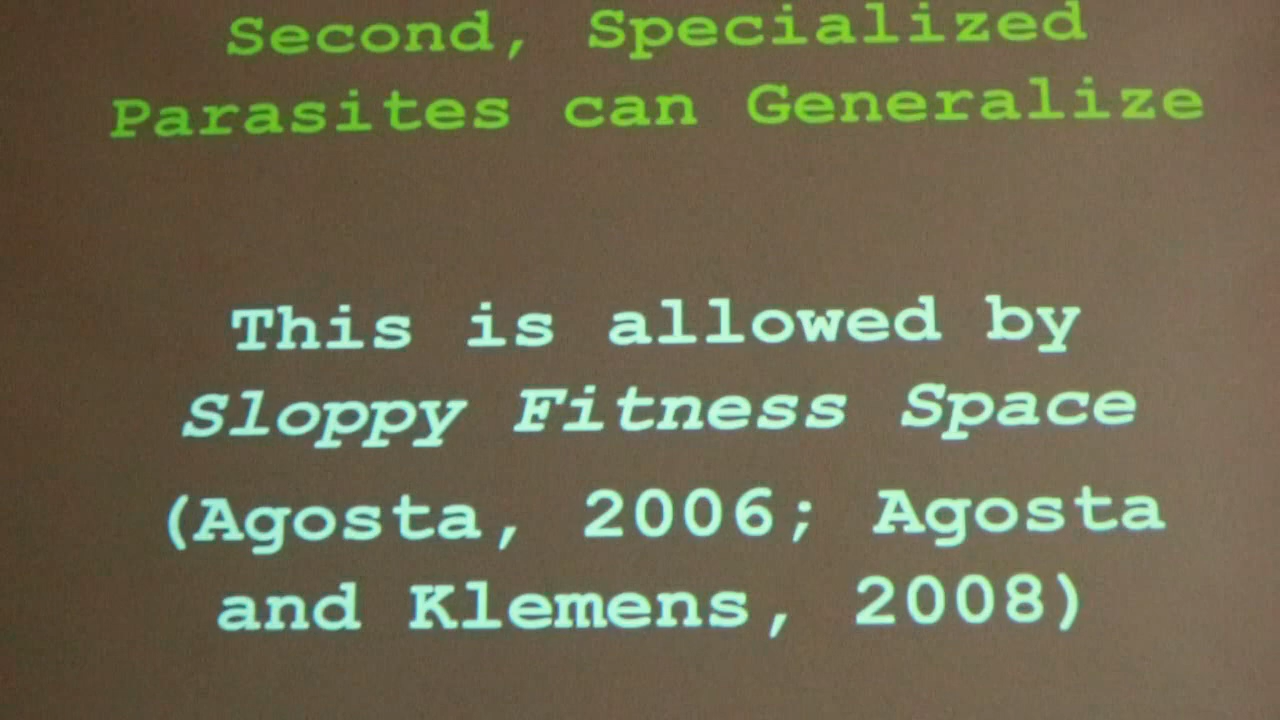 Second, Specialized
Parasites can Generalize
This is allowed by
Sloppy Fitness Space
(Agosta, 2006; Agosta
and Klemens, 2008)